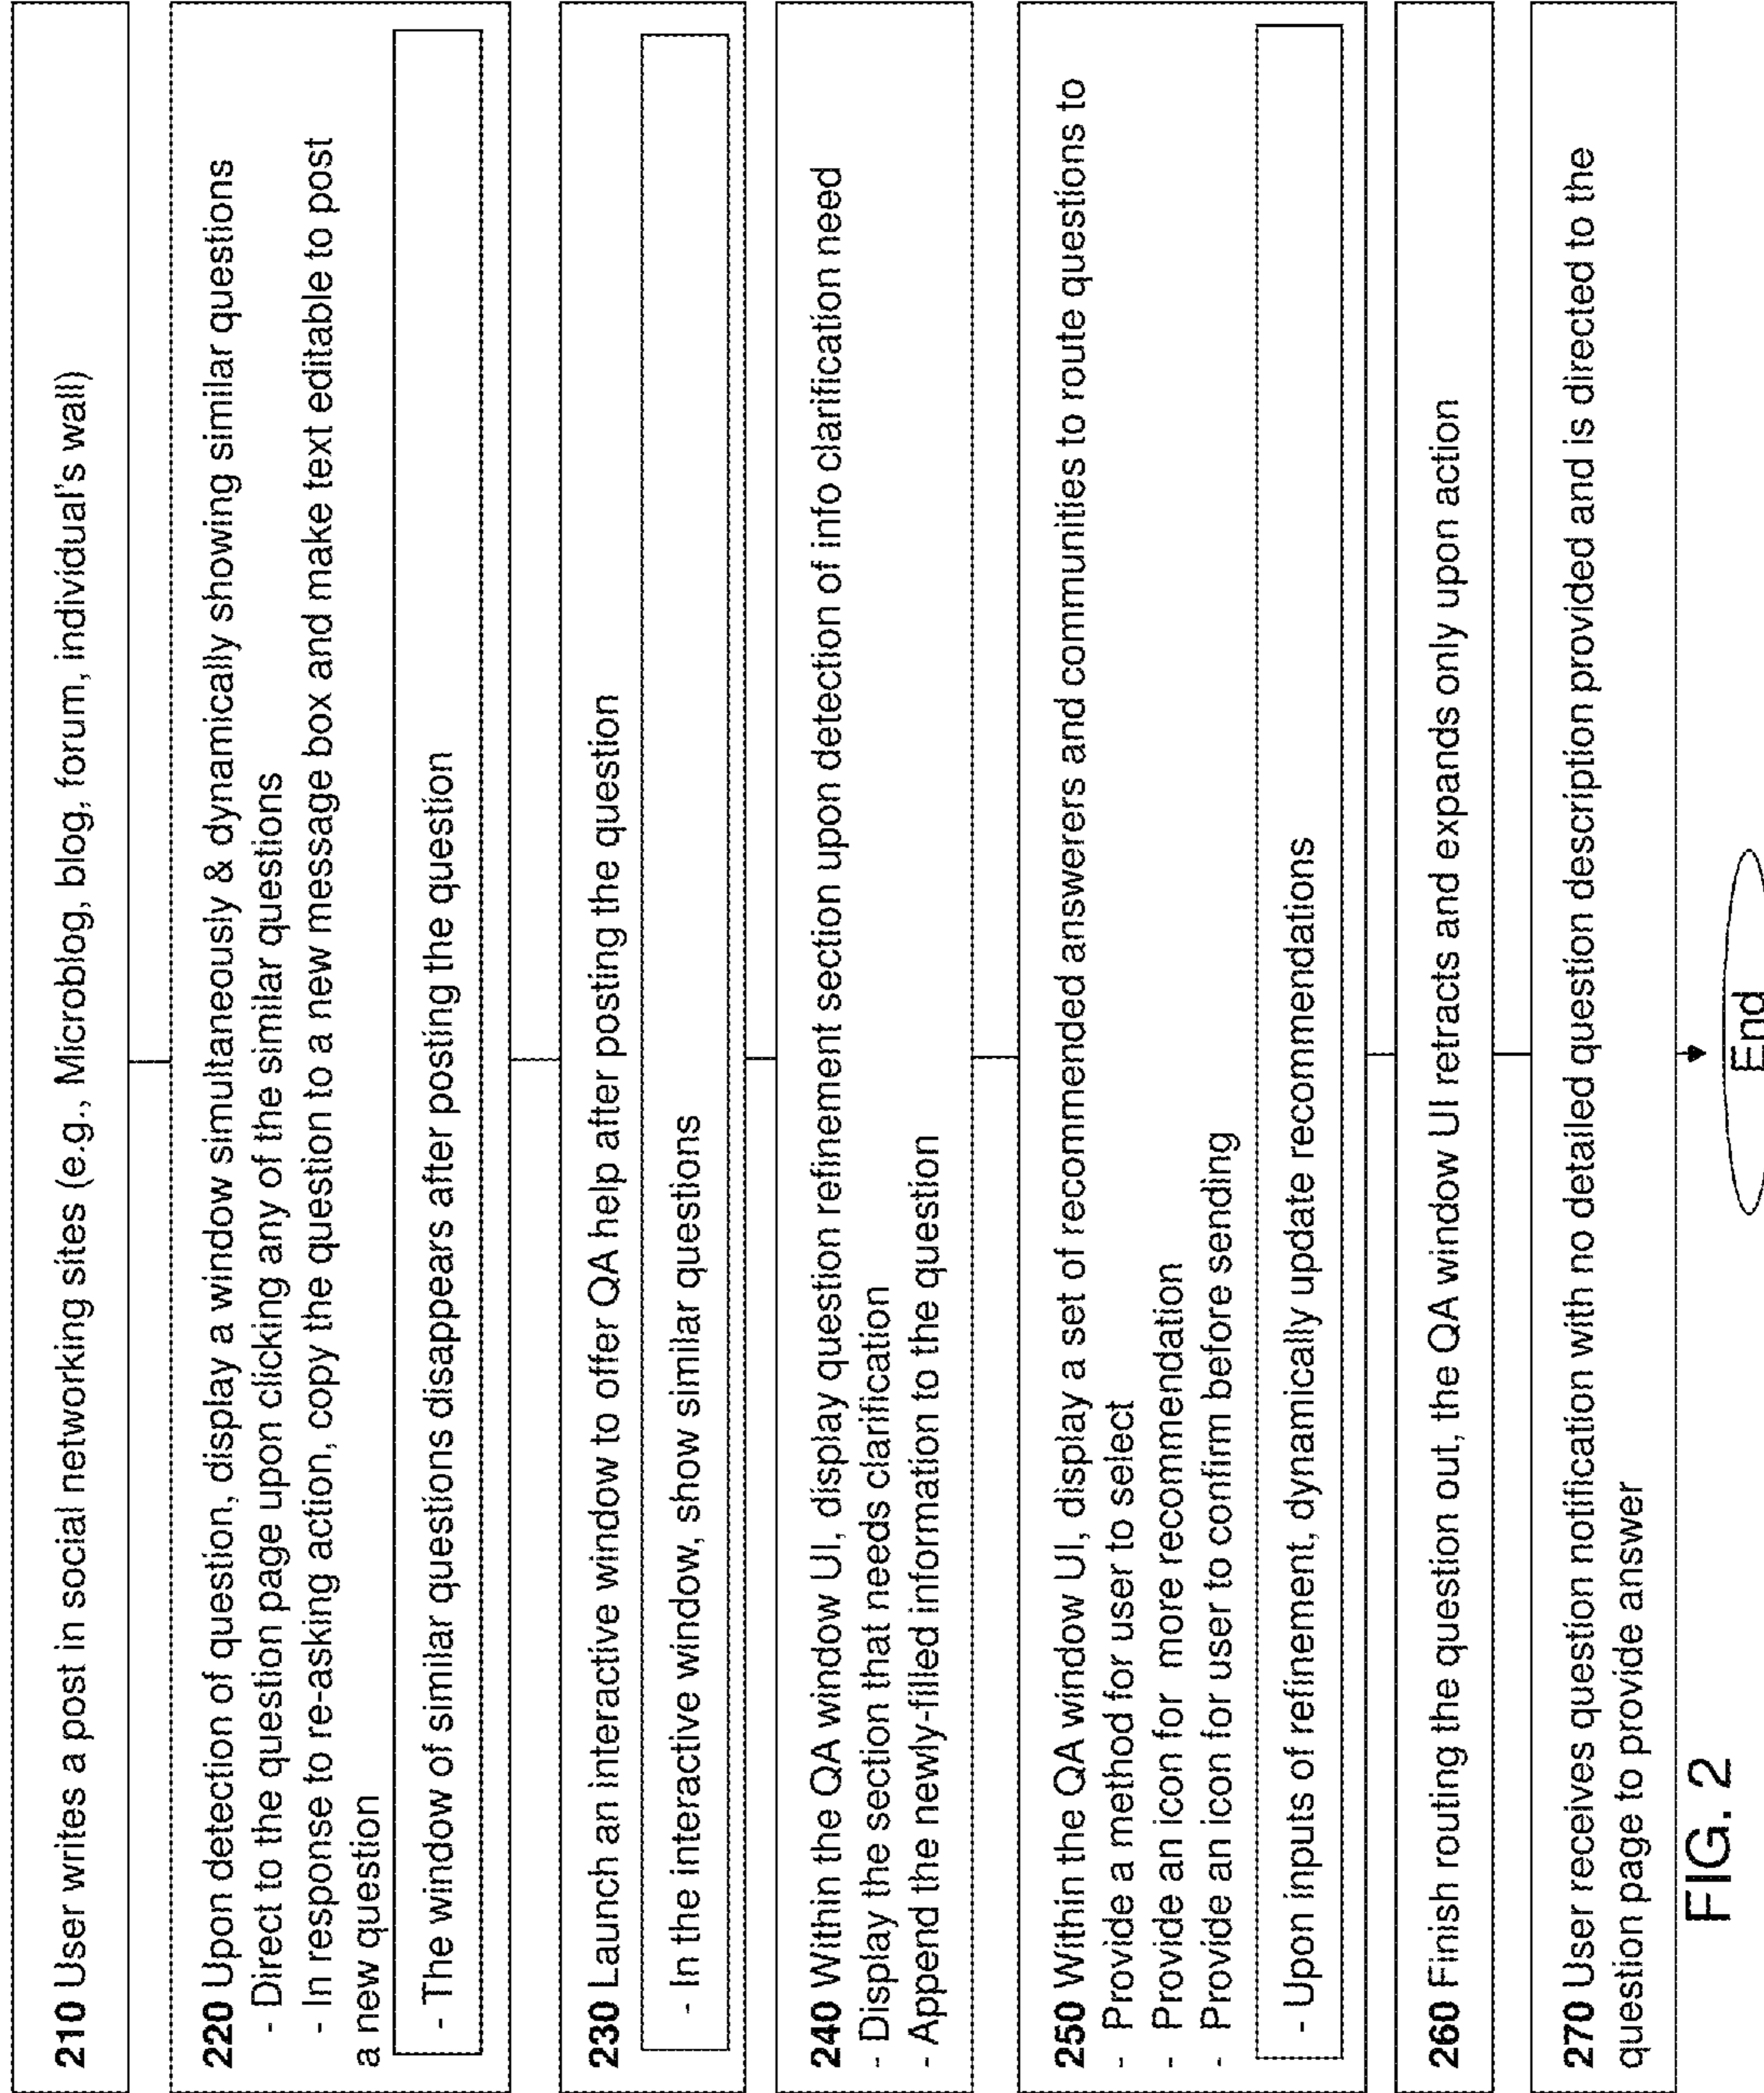 210 User writes a post in social networking sites (e.g., Microblog, blog, forum, individual's wall)
220 Upon detection of question, display a window simultaneously & dynamically showing similar questions
- Direct to the question page upon clicking any of the similar questions
- In response to re-asking action, copy the question to a new message box and make text editable to post
a new question
- The window of similar questions disappears after posting the question
230 Launch an interactive window to offer QA help after posting the question
- In the interactive window, show similar questions
240 Within the QA window UI, display question refinement section upon detection of info clarification need
- Display the section that needs clarification
- Append the newly-filled information to the question
250 Within the QA window UI, display a set of recommended answerers and communities to route questions to
- Provide a method for user to select
- Provide an icon for more recommendation
- Provide an icon for user to confirm before sending
- Upon inputs of refinement, dynamically update recommendations
260 Finish routing the question out, the QA window UI retracts and expands only upon action
270 User receives question notification with no detailed question description provided and is directed to the
question page to provide answer
End
FIG. 2